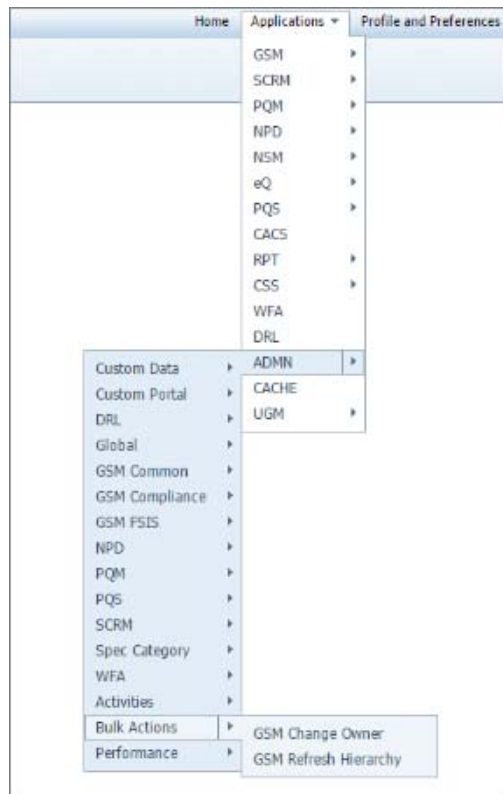 Home Applications Profile and Preferences
GSM
SCRM
PQM
NPD
NSM
eQ
PQS
CACS
RPT
CSS
WFA
DRL
ADMN
CACHE
UGM
Custom Data
Custom Portal
DRL
Global
GSM Common
GSM Compliance
GSM FSIS
NPD
PQM
PQS
SCRM
Spec Category
WFA
Activities
Bulk Actions
Performance
GSM Change Owner
GSM Refresh Hierarchy